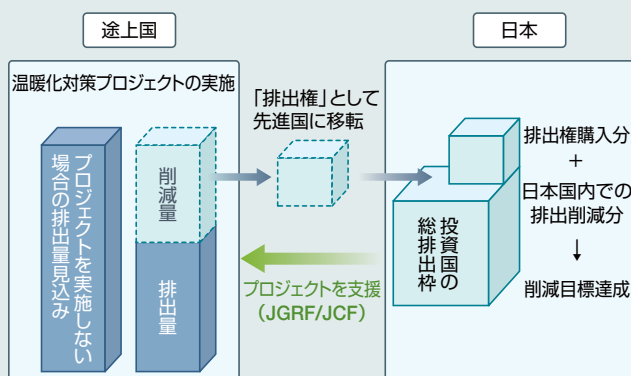 途上国
日本
温暖化対策プロジェクトの実施
プロジェクトを実施しない
場合の排出量見込み
削減量
排出量
「排出権」として
先進国に移転
プロジェクトを支援
（JGRF/JCF）
投資国の
総排出枠
排出権購入分
＋
日本国内での
排出削減分
↓
削減目標達成